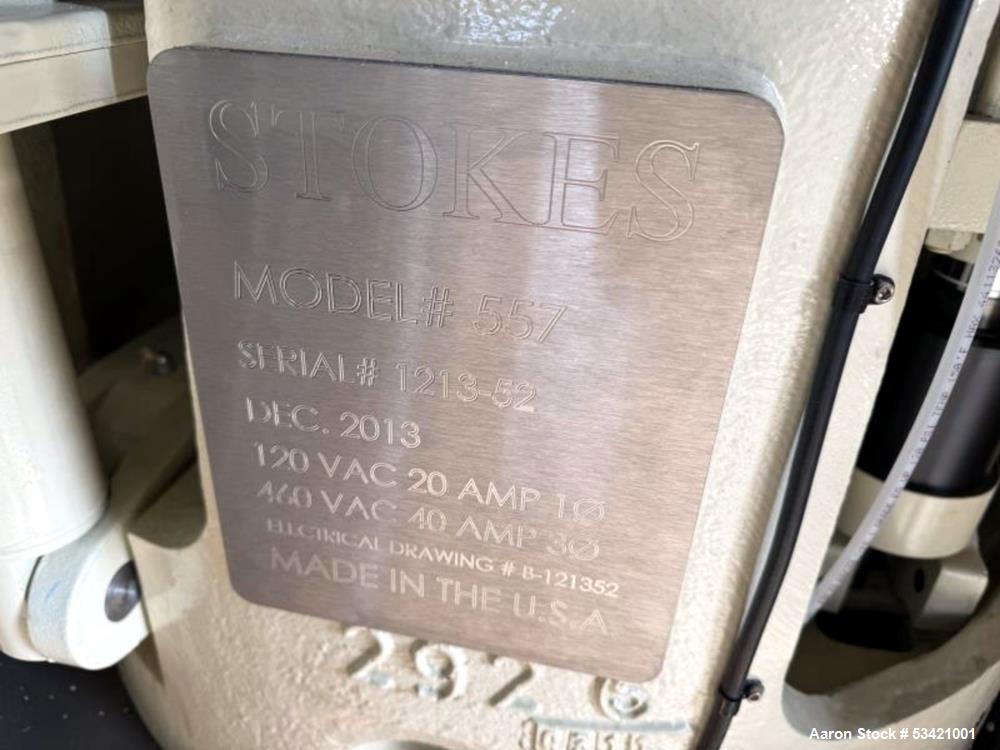 STOKES
MODEL# 557
SERIAL# 1213-52
DEC. 2013
120 VAC 20 AMP 1Ø
460 VAC 40 AMP 3Ø
ELECTRICAL DRAWING # B-121352
MADE IN THE U.S.A
297
Aaron Stock # 53421001